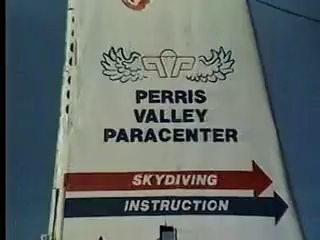 PERRIS
VALLEY
PARACENTER
SKYDIVING
INSTRUCTION